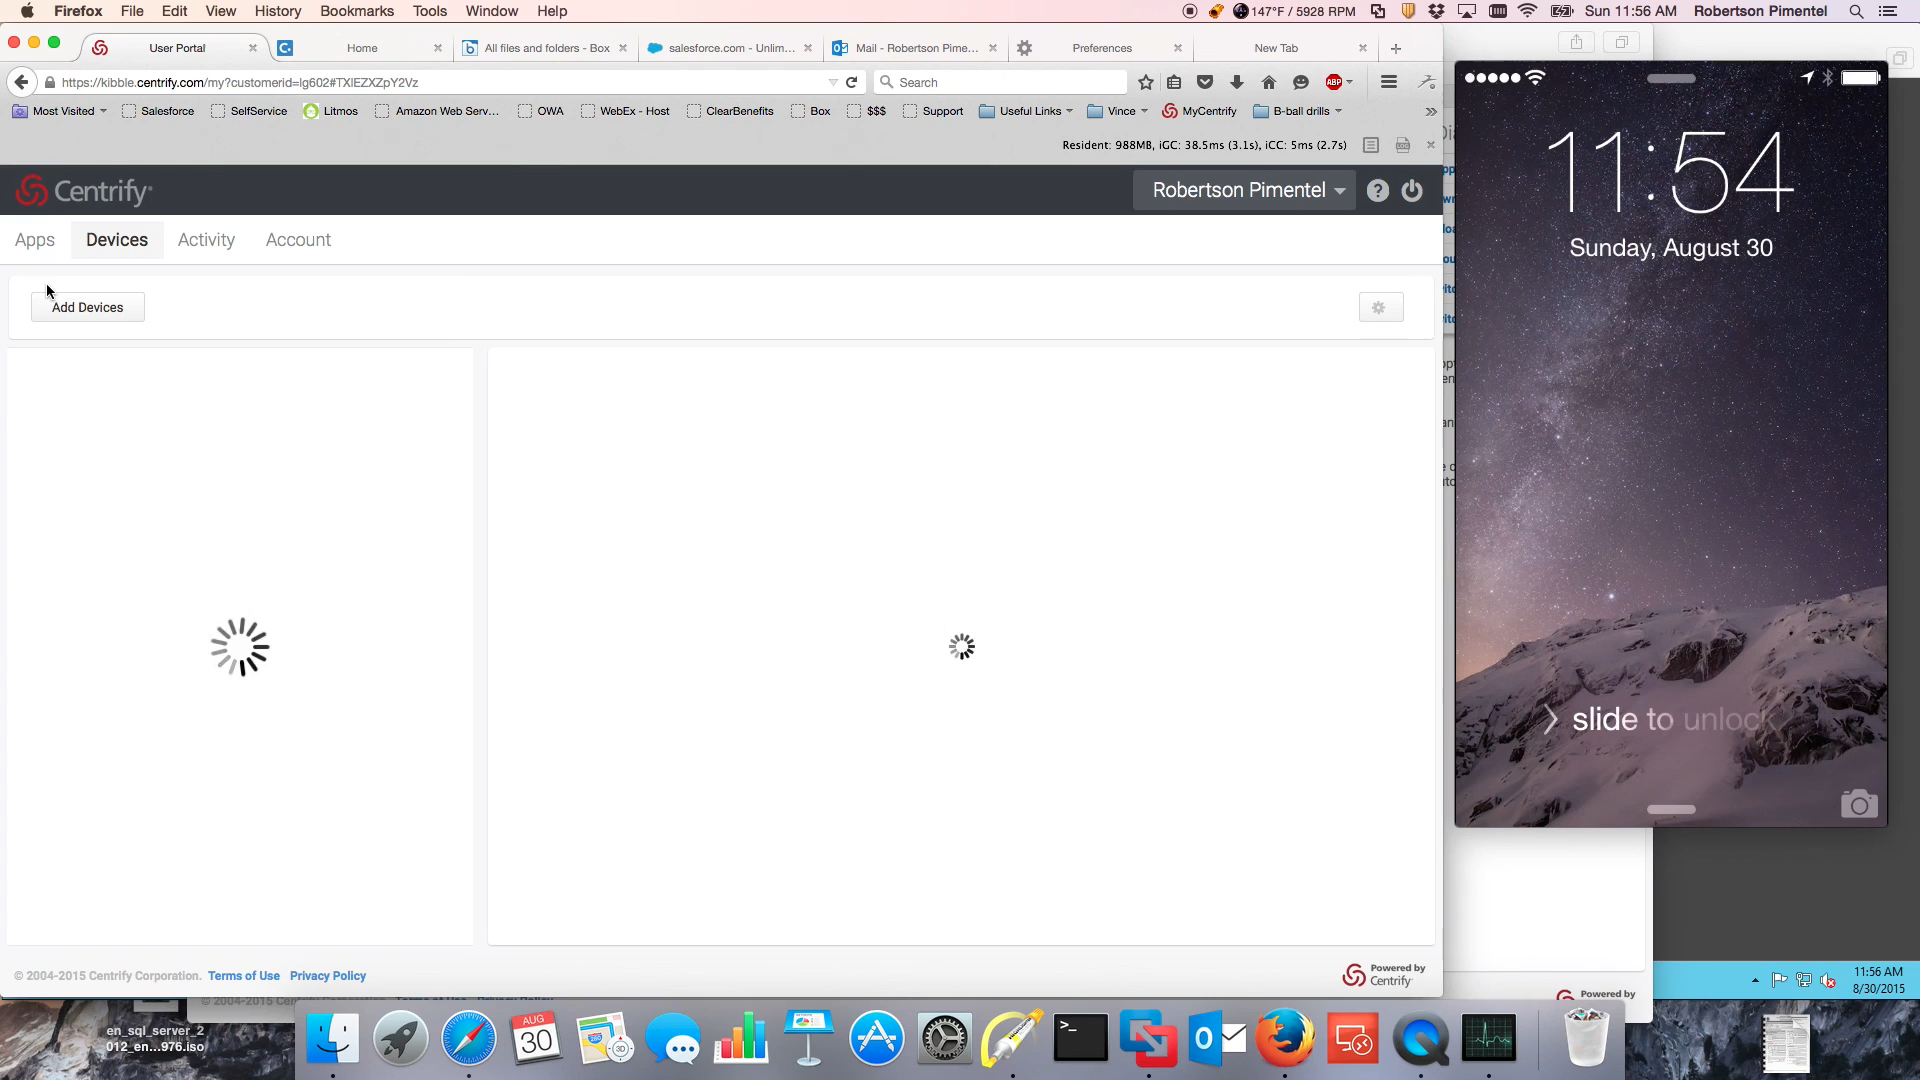 Firefox File Edit View History Bookmarks Tools Window Help 147°F / 5928 RPM Sun 11:56 AM Robertson Pimentel
User Portal Home All files and folders - Box salesforce.com - Unlim... Mail - Robertson Pime... Preferences New Tab
https://kibble.centrify.com/my?customerid=lg602#TXlEZXZpY2Vz Search ABP
Most Visited Salesforce SelfService Litmos Amazon Web Serv... OWA WebEx - Host ClearBenefits Box $$$ Support Useful Links Vince MyCentrify B-ball drills
Resident: 988MB, iGC: 38.5ms (3.1s), iCC: 5ms (2.7s)
Centrify Robertson Pimentel ?
Apps Devices Activity Account
Add Devices
© 2004-2015 Centrify Corporation. Terms of Use Privacy Policy
Powered by
Centrify
11:54
Sunday, August 30
slide to unlock
Powered by
11:56 AM
8/30/2015
en_sql_server_2
012_en...976.iso
AUG
30